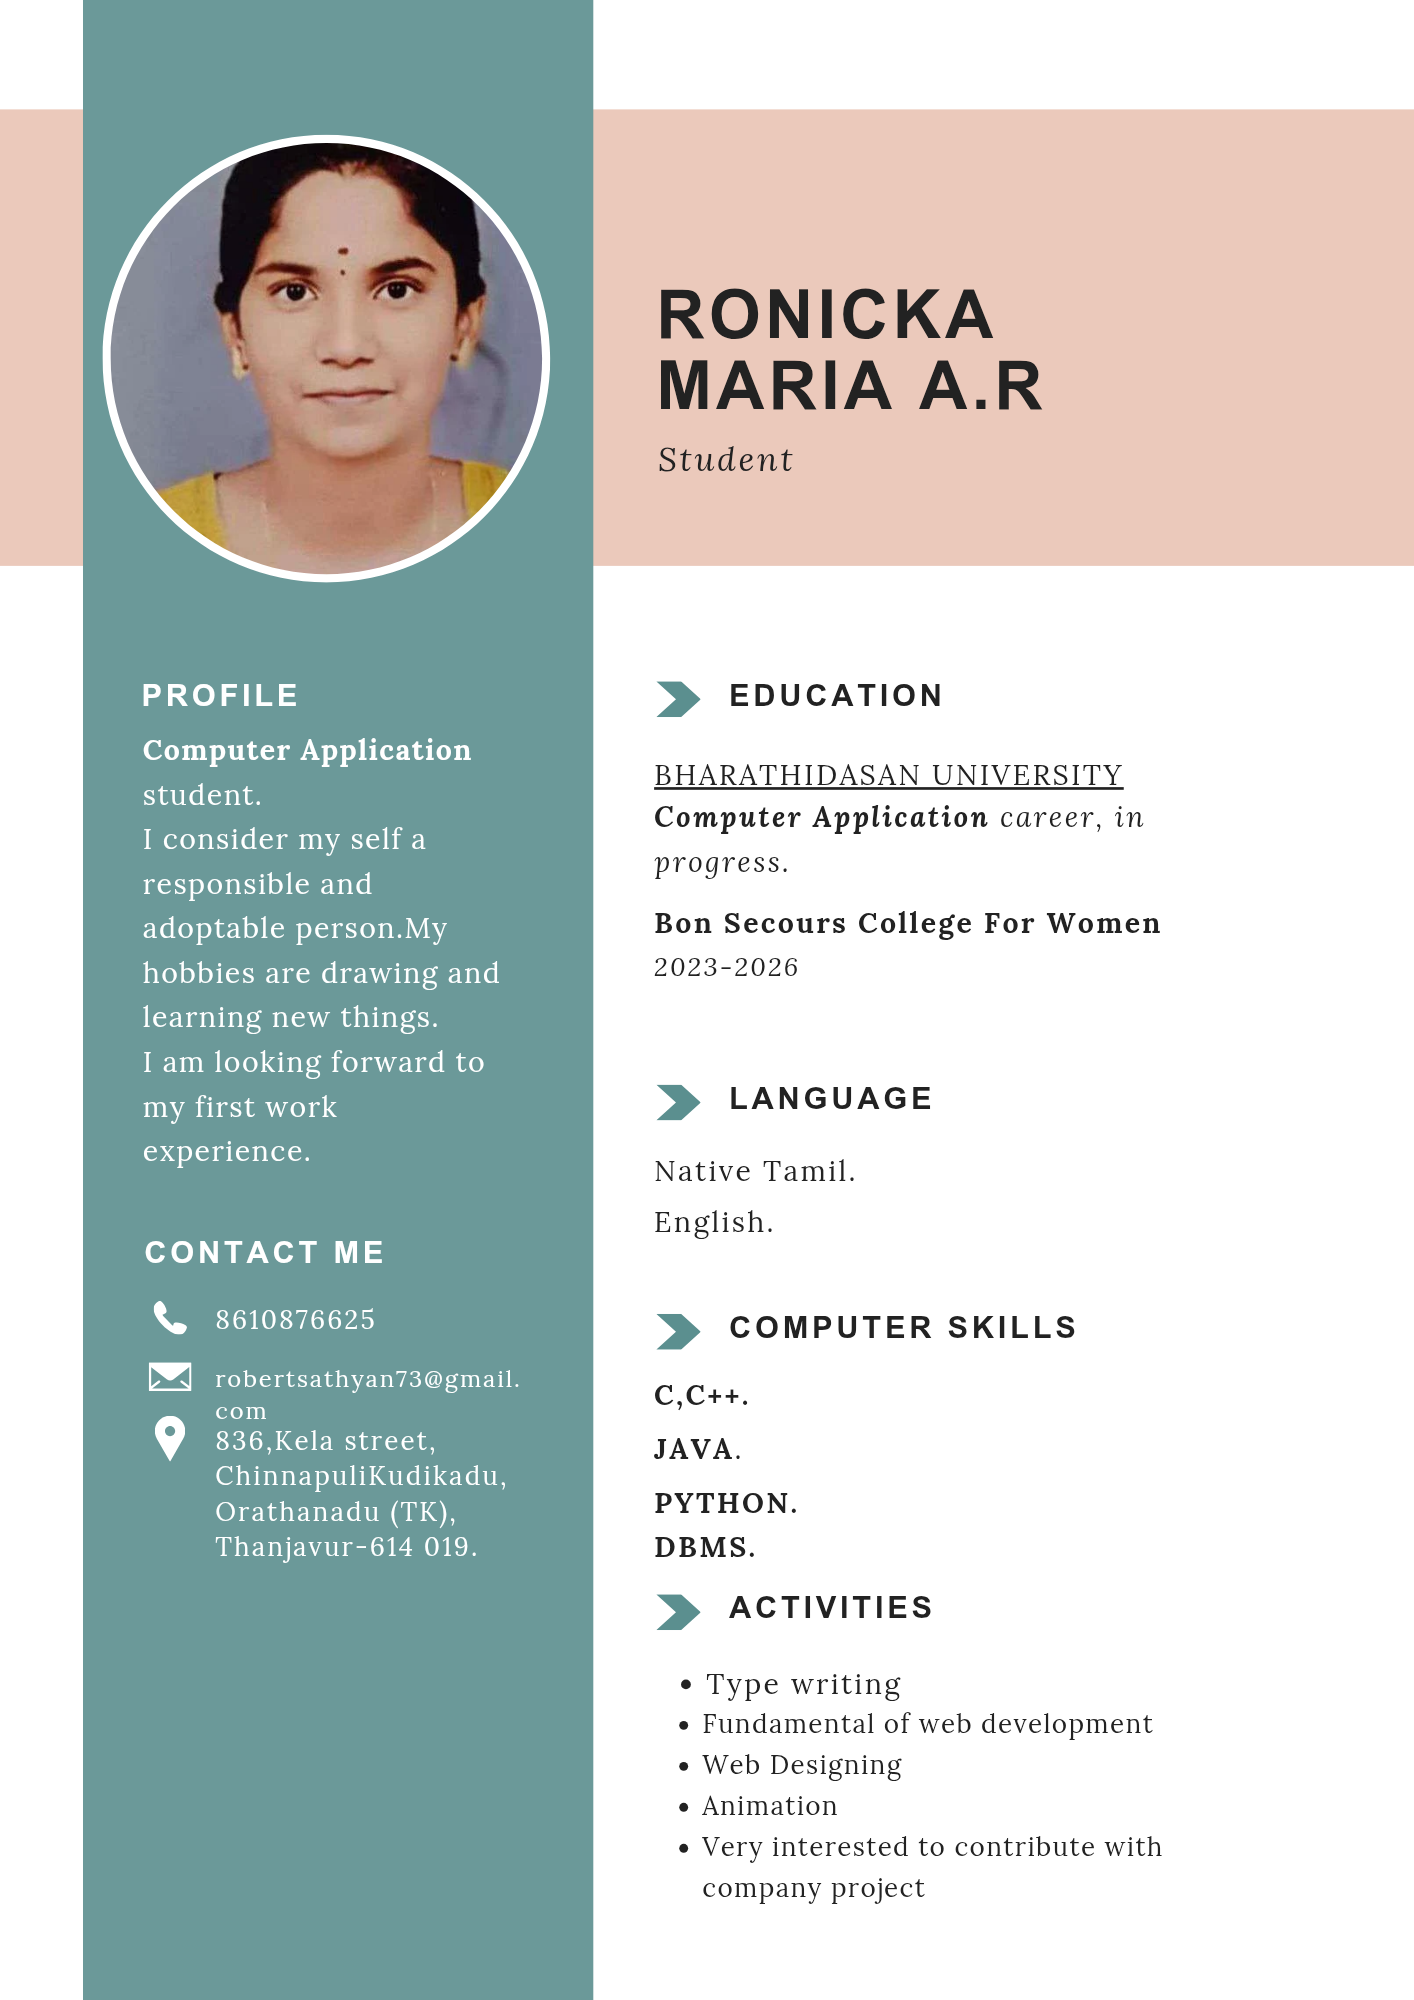 RONICKA
MARIA A.R
Student
PROFILE
Computer Application
student.
I consider my self a
responsible and
adoptable person.My
hobbies are drawing and
learning new things.
I am looking forward to
my first work
experience.
CONTACT ME
8610876625
robertsathyan73@gmail.
com
836,Kela street,
ChinnapuliKudikadu,
Orathanadu (TK),
Thanjavur-614 019.
EDUCATION
BHARATHIDASAN UNIVERSITY
Computer Application career, in
progress.
Bon Secours College For Women
2023-2026
LANGUAGE
Native Tamil.
English.
COMPUTER SKILLS
C,C++.
JAVA.
PYTHON.
DBMS.
ACTIVITIES
• Type writing
• Fundamental of web development
• Web Designing
• Animation
• Very interested to contribute with
company project